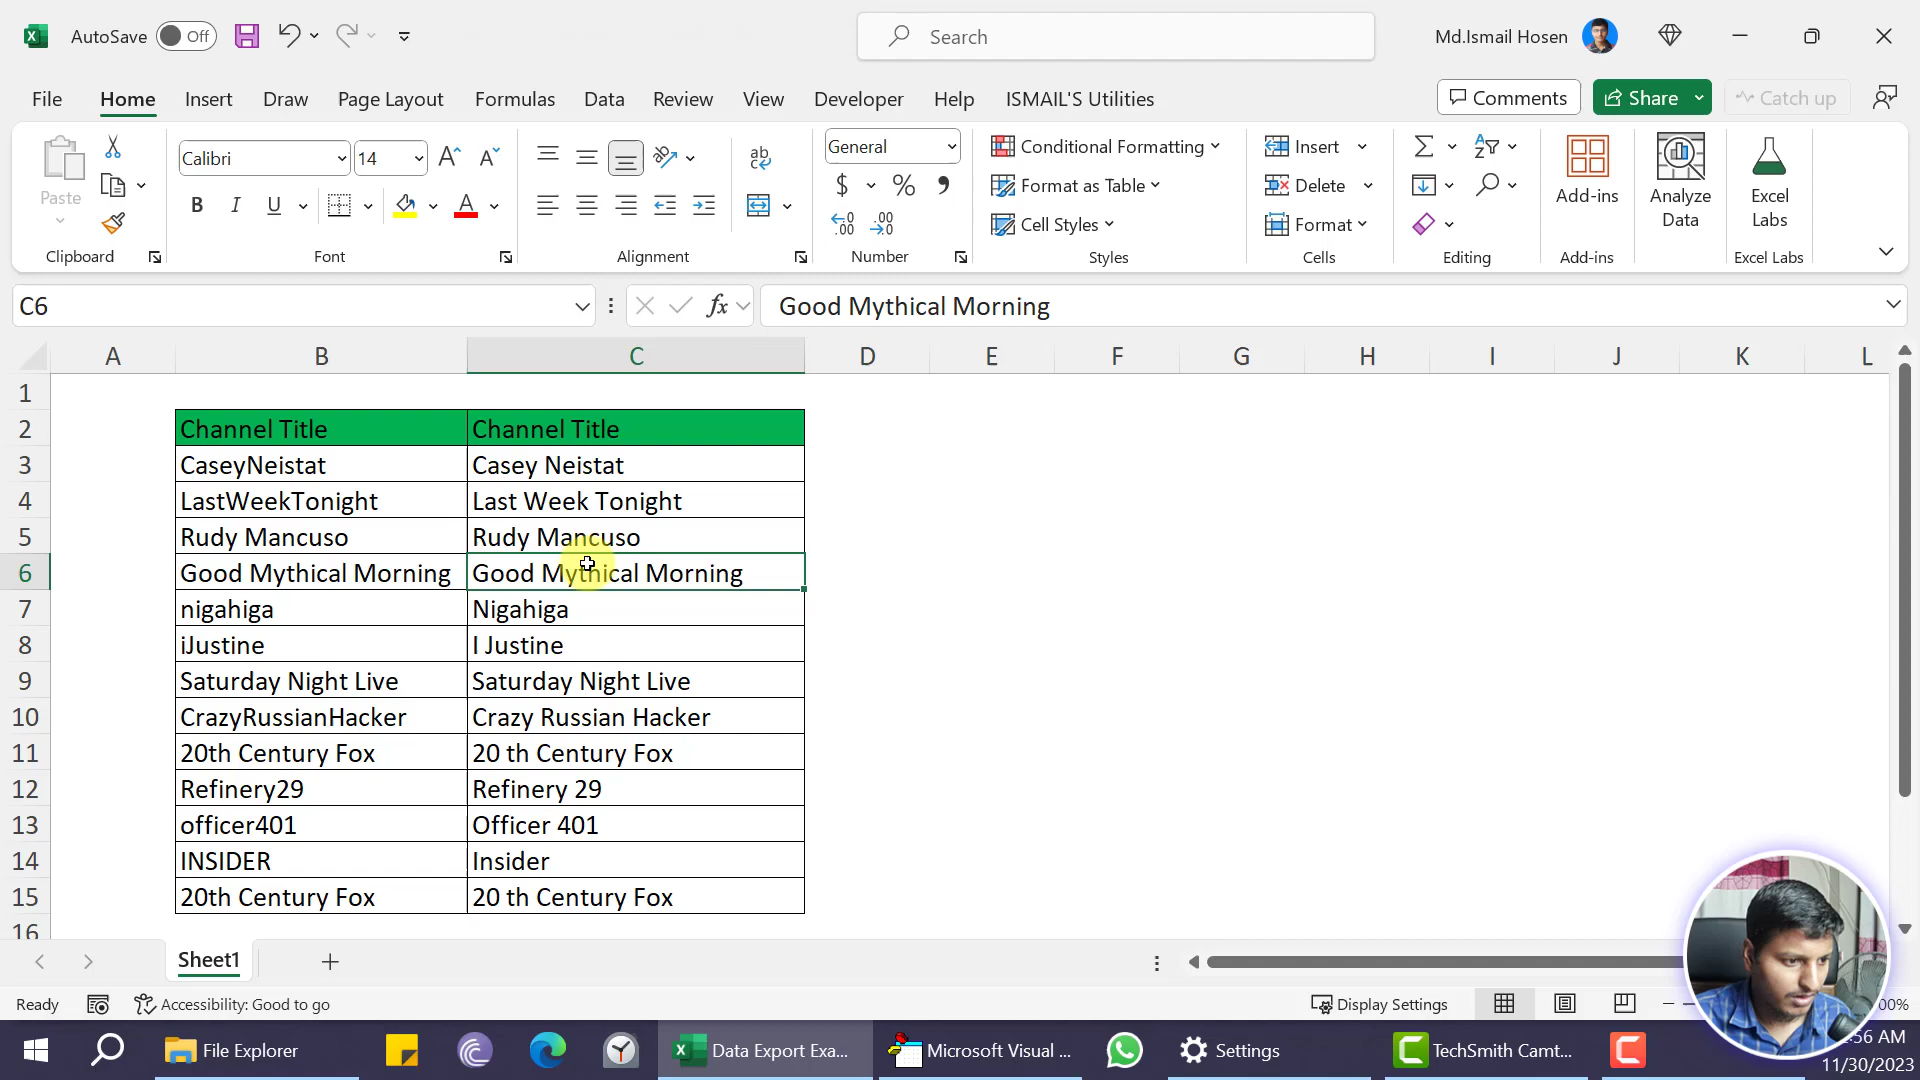 AutoSave Off Search Md.Ismail Hosen
File Home Insert Draw Page Layout Formulas Data Review View Developer Help ISMAIL'S Utilities Comments Share Catch up
Paste Calibri 14 General Conditional Formatting Insert
B I U $ % Format as Table Delete Add-ins Analyze Data Excel Labs
Cell Styles Format
Clipboard Font Alignment Number Styles Cells Editing Add-ins Excel Labs
C6 fx Good Mythical Morning
A B C D E F G H I J K L
1
2 Channel Title Channel Title
3 CaseyNeistat Casey Neistat
4 LastWeekTonight Last Week Tonight
5 Rudy Mancuso Rudy Mancuso
6 Good Mythical Morning Good Mythical Morning
7 nigahiga Nigahiga
8 iJustine I Justine
9 Saturday Night Live Saturday Night Live
10 CrazyRussianHacker Crazy Russian Hacker
11 20th Century Fox 20 th Century Fox
12 Refinery29 Refinery 29
13 officer401 Officer 401
14 INSIDER Insider
15 20th Century Fox 20 th Century Fox
16
Sheet1
Ready Accessibility: Good to go Display Settings
File Explorer Data Export Exa... Microsoft Visual ... Settings TechSmith Camt...
56 AM
11/30/2023